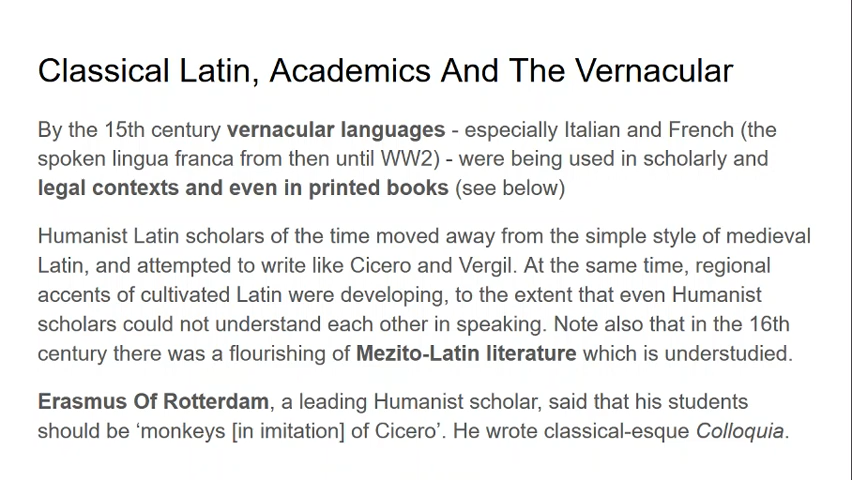 Classical Latin, Academics And The Vernacular
By the 15th century vernacular languages - especially Italian and French (the
spoken lingua franca from then until WW2) - were being used in scholarly and
legal contexts and even in printed books (see below)
Humanist Latin scholars of the time moved away from the simple style of medieval
Latin, and attempted to write like Cicero and Vergil. At the same time, regional
accents of cultivated Latin were developing, to the extent that even Humanist
scholars could not understand each other in speaking. Note also that in the 16th
century there was a flourishing of Mezito-Latin literature which is understudied.
Erasmus Of Rotterdam, a leading Humanist scholar, said that his students
should be ‘monkeys [in imitation] of Cicero’. He wrote classical-esque Colloquia.